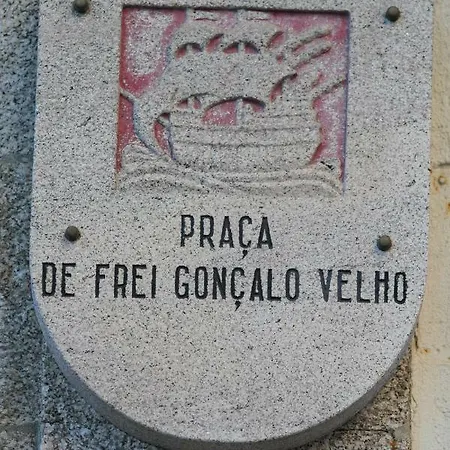 PRAÇA
DE FREI GONÇALO VELHO